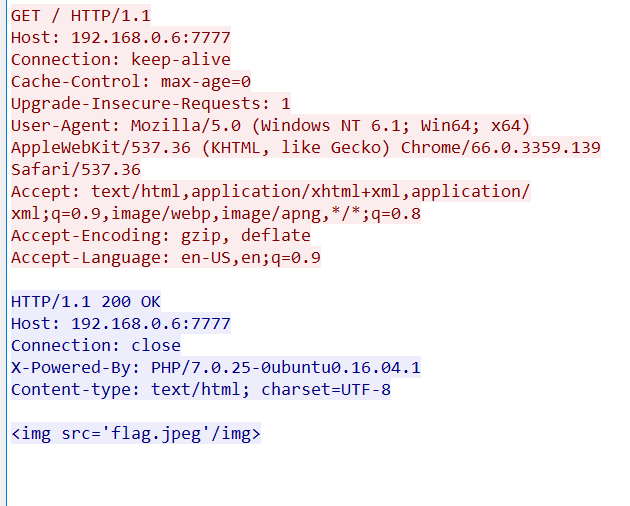 GET / HTTP/1.1
Host: 192.168.0.6:7777
Connection: keep-alive
Cache-Control: max-age=0
Upgrade-Insecure-Requests: 1
User-Agent: Mozilla/5.0 (Windows NT 6.1; Win64; x64)
AppleWebKit/537.36 (KHTML, like Gecko) Chrome/66.0.3359.139
Safari/537.36
Accept: text/html,application/xhtml+xml,application/
xml;q=0.9,image/webp,image/apng,*/*;q=0.8
Accept-Encoding: gzip, deflate
Accept-Language: en-US,en;q=0.9

HTTP/1.1 200 OK
Host: 192.168.0.6:7777
Connection: close
X-Powered-By: PHP/7.0.25-0ubuntu0.16.04.1
Content-type: text/html; charset=UTF-8

<img src='flag.jpeg'/img>